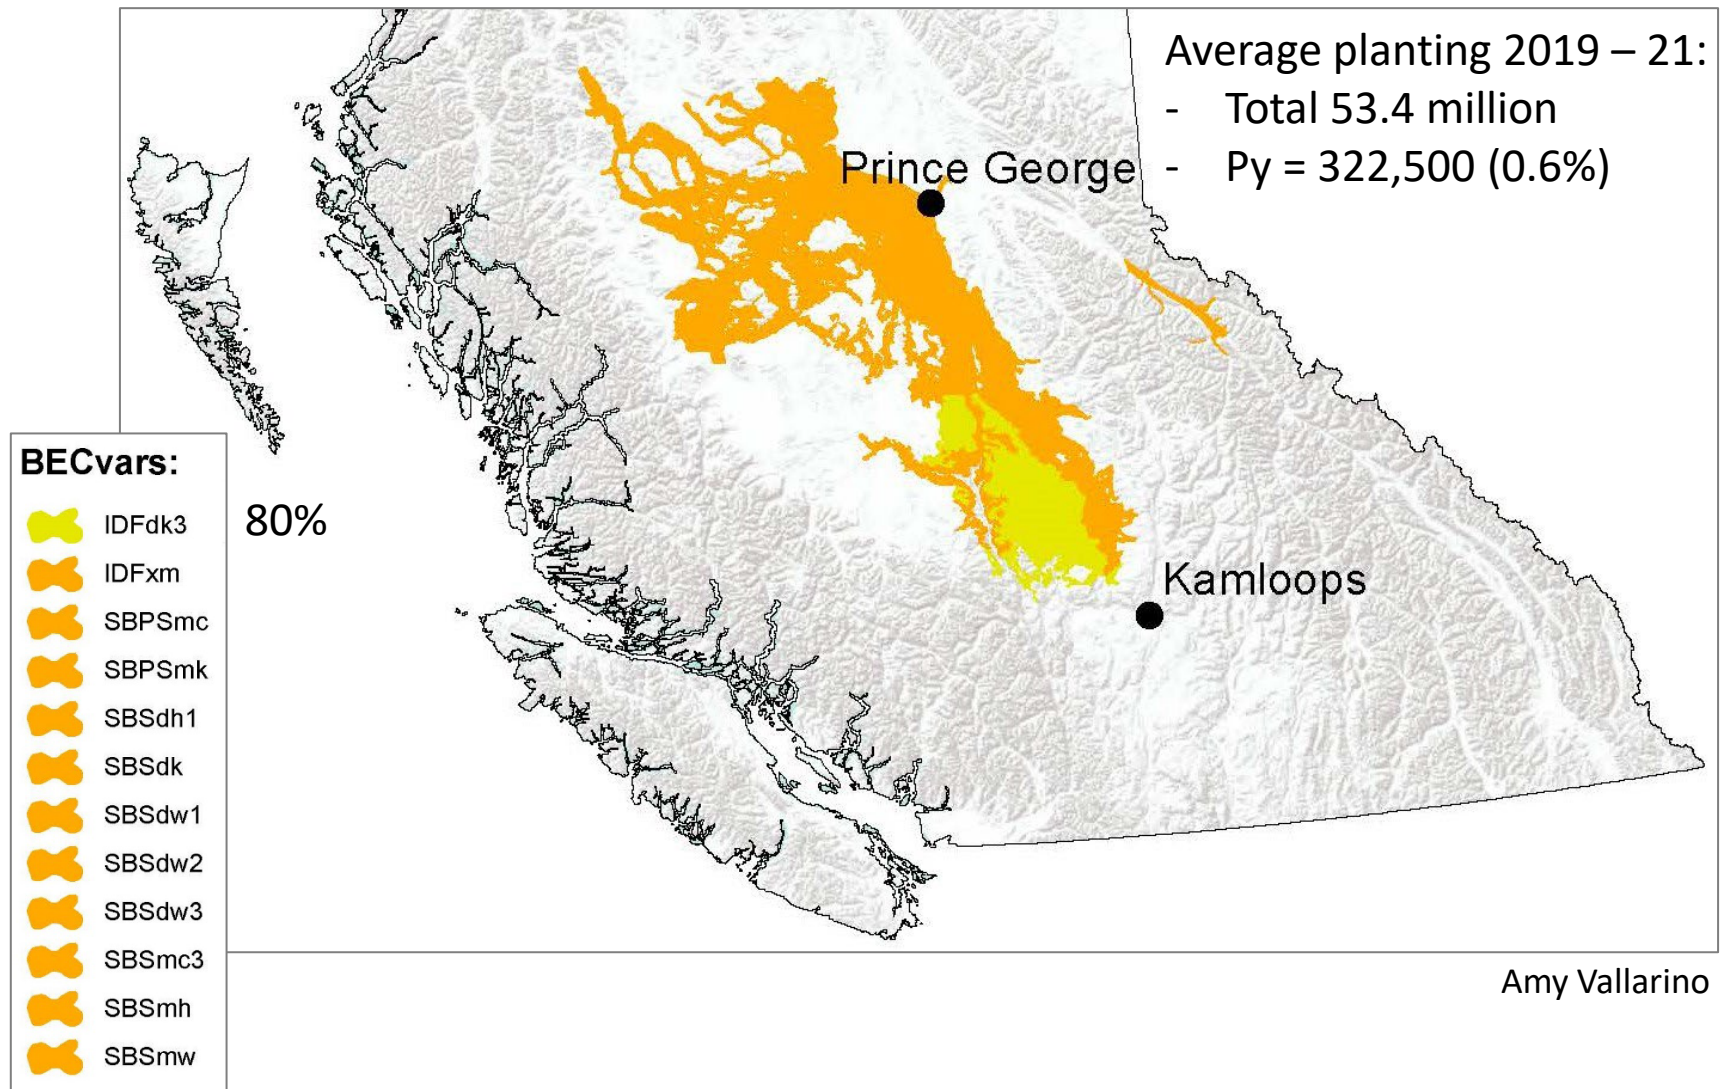 Average planting 2019 – 21:
- Total 53.4 million
- Py = 322,500 (0.6%)
Prince George
Kamloops
BECvars:
IDFdk3
80%
IDFxm
SBPSmc
SBPSmk
SBSdh1
SBSdk
SBSdw1
SBSdw2
SBSdw3
SBSmc3
SBSmh
SBSmw
Amy Vallarino